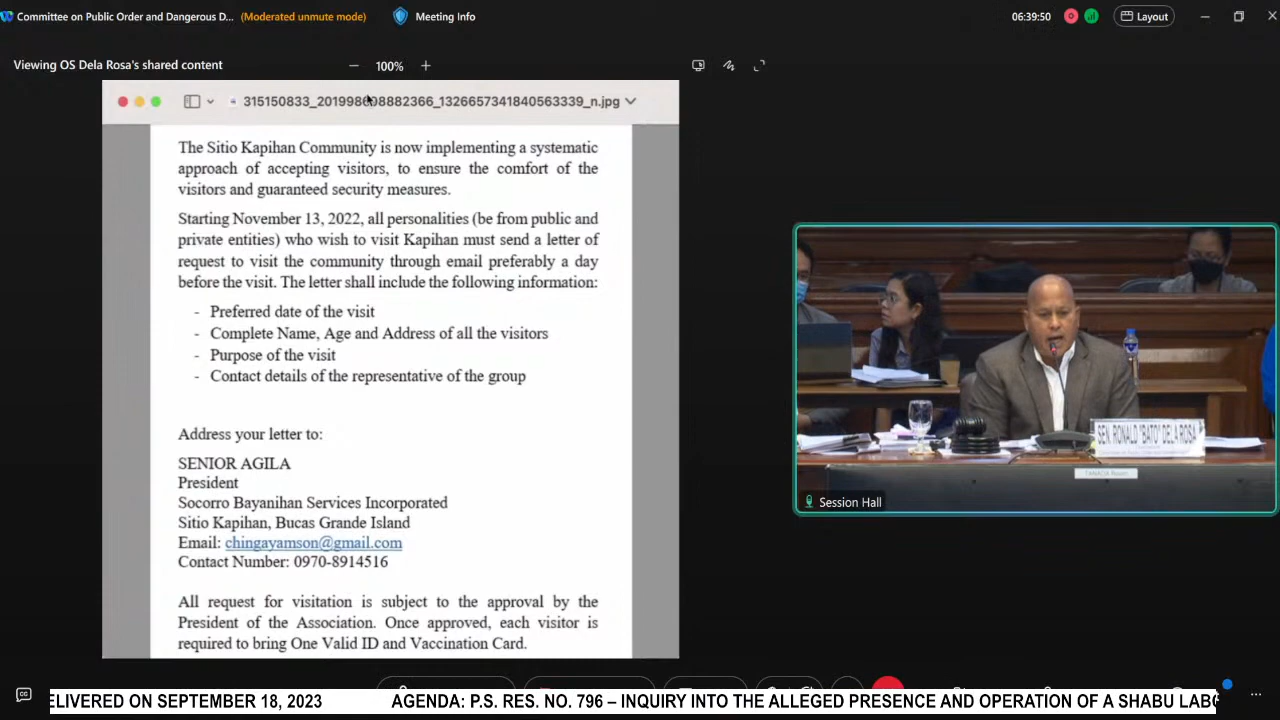 Committee on Public Order and Dangerous D...
(Moderated unmute mode)
Meeting Info
06:39:50
Layout
Viewing OS Dela Rosa's shared content
100%
315150833_201998098882366_1326657341840563339_n.jpg
The Sitio Kapihan Community is now implementing a systematic
approach of accepting visitors, to ensure the comfort of the
visitors and guaranteed security measures.
Starting November 13, 2022, all personalities (be from public and
private entities) who wish to visit Kapihan must send a letter of
request to visit the community through email preferably a day
before the visit. The letter shall include the following information:
- Preferred date of the visit
- Complete Name, Age and Address of all the visitors
- Purpose of the visit
- Contact details of the representative of the group
Address your letter to:
SENIOR AGILA
President
Socorro Bayanihan Services Incorporated
Sitio Kapihan, Bucas Grande Island
Email: chingayamson@gmail.com
Contact Number: 0970-8914516
All request for visitation is subject to the approval by the
President of the Association. Once approved, each visitor is
required to bring One Valid ID and Vaccination Card.
SEN. RONALD 'BATO' DELA ROSA
Session Hall
ELIVERED ON SEPTEMBER 18, 2023
AGENDA: P.S. RES. NO. 796 – INQUIRY INTO THE ALLEGED PRESENCE AND OPERATION OF A SHABU LABO